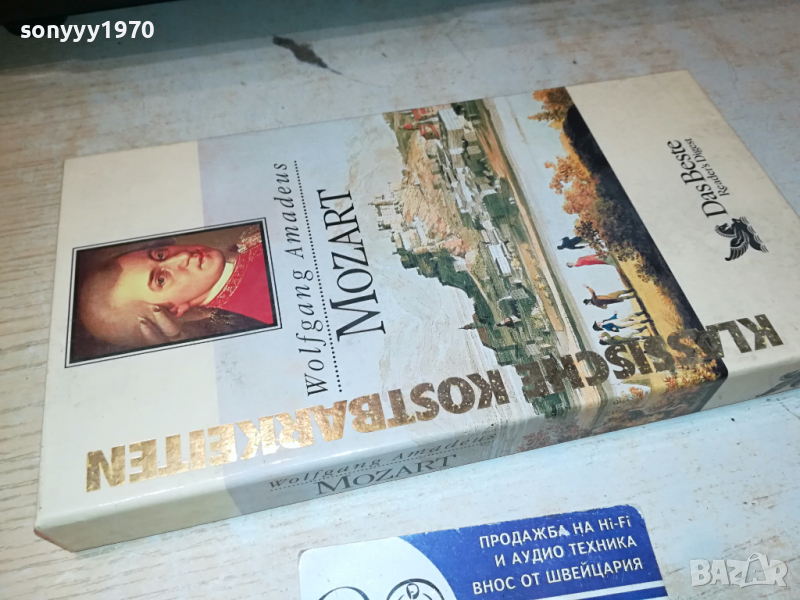 sonyyy1970
Wolfgang Amadeus
MOZART
KLASSISCHE KOSTBARKEITEN
Das Beste
Reader's Digest
Wolfgang Amadeus
MOZART
ПРОДАЖБА НА Hi-Fi
И АУДИО ТЕХНИКА
ВНОС ОТ ШВЕЙЦАРИЯ
BAZAR